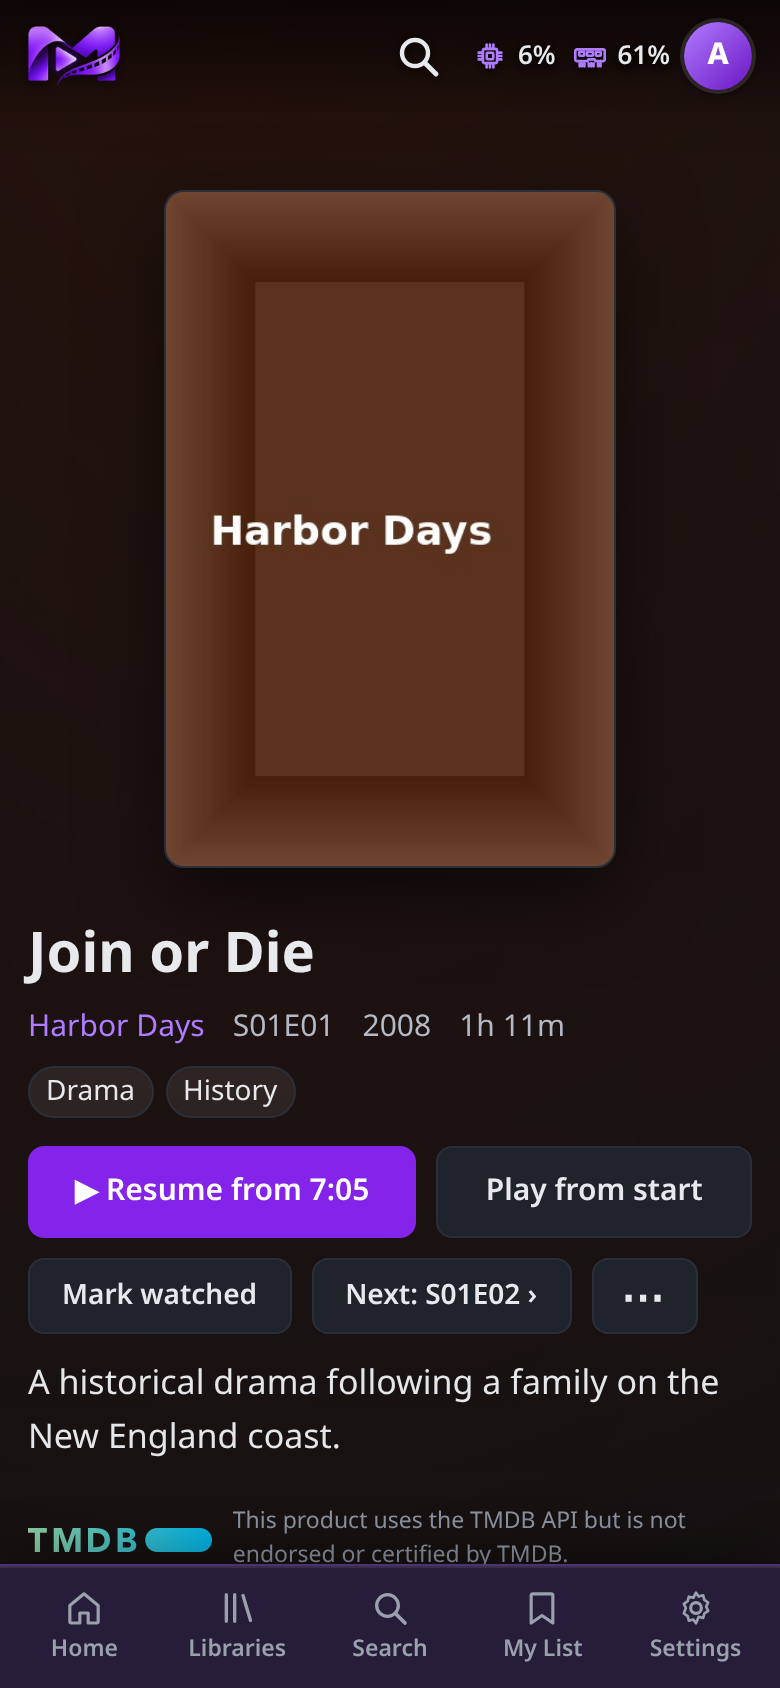 6% 61% A
Harbor Days
Join or Die
Harbor Days S01E01 2008 1h 11m
Drama History
▶ Resume from 7:05 Play from start
Mark watched Next: S01E02 › ...
A historical drama following a family on the
New England coast.
TMDB This product uses the TMDB API but is not
endorsed or certified by TMDB.
Home Libraries Search My List Settings